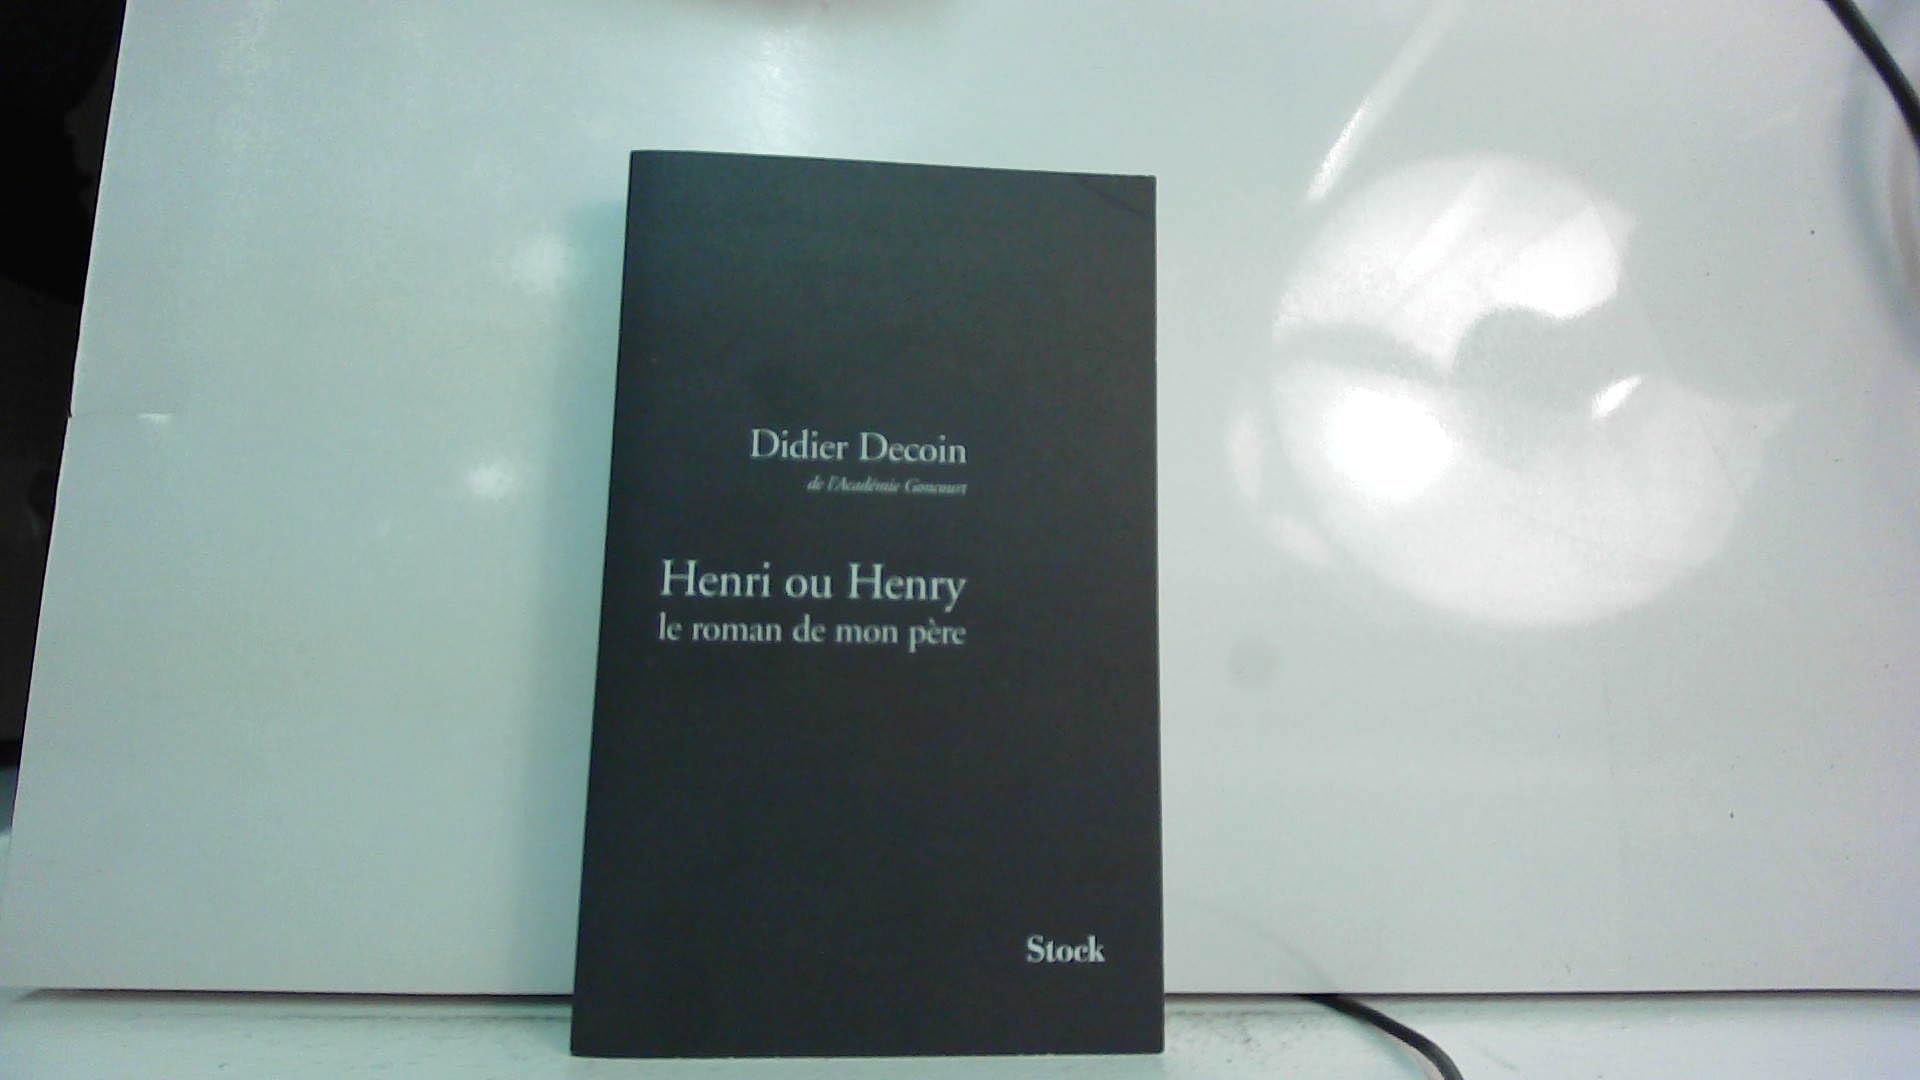 Didier Decoin
de l'Académie Goncourt
Henri ou Henry
le roman de mon père
Stock